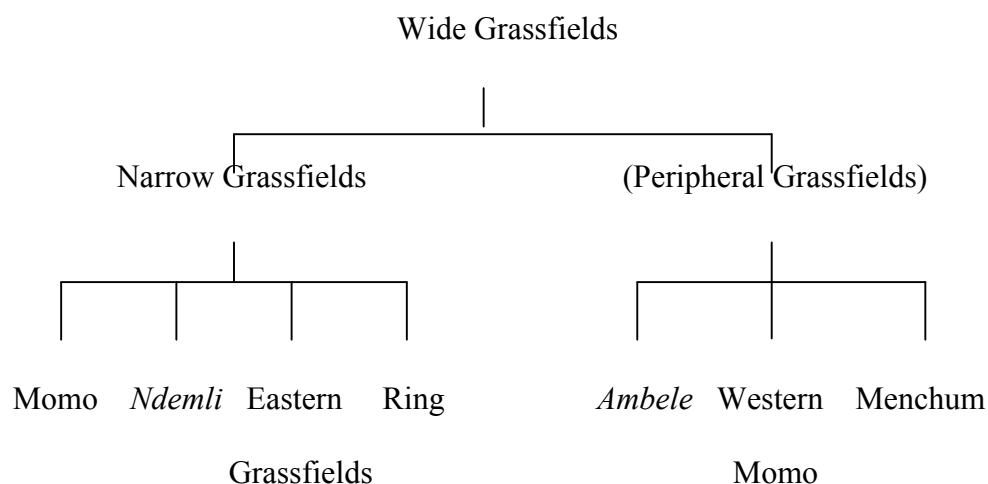 Wide Grassfields
Narrow Grassfields (Peripheral Grassfields)
Momo Ndemli Eastern Ring Ambele Western Menchum
Grassfields Momo